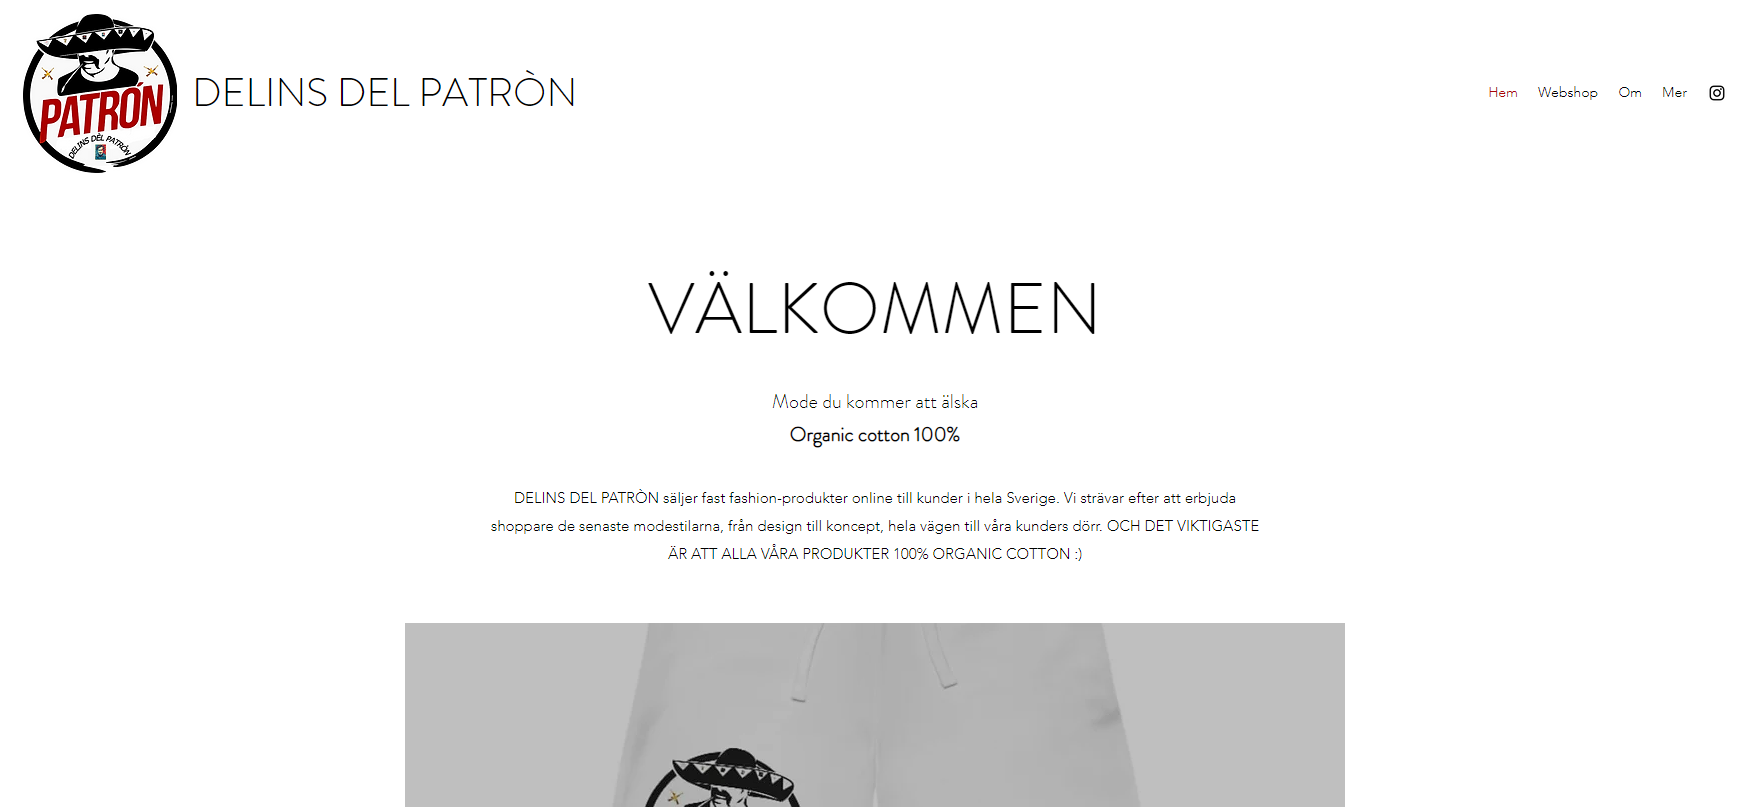 PATRÓN
DELINS DÈL PATRÒN
DELINS DEL PATRÒN
Hem
Webshop
Om
Mer
VÄLKOMMEN
Mode du kommer att älska
Organic cotton 100%
DELINS DEL PATRÒN säljer fast fashion-produkter online till kunder i hela Sverige. Vi strävar efter att erbjuda
shoppare de senaste modestilarna, från design till koncept, hela vägen till våra kunders dörr. OCH DET VIKTIGASTE
ÄR ATT ALLA VÅRA PRODUKTER 100% ORGANIC COTTON :)